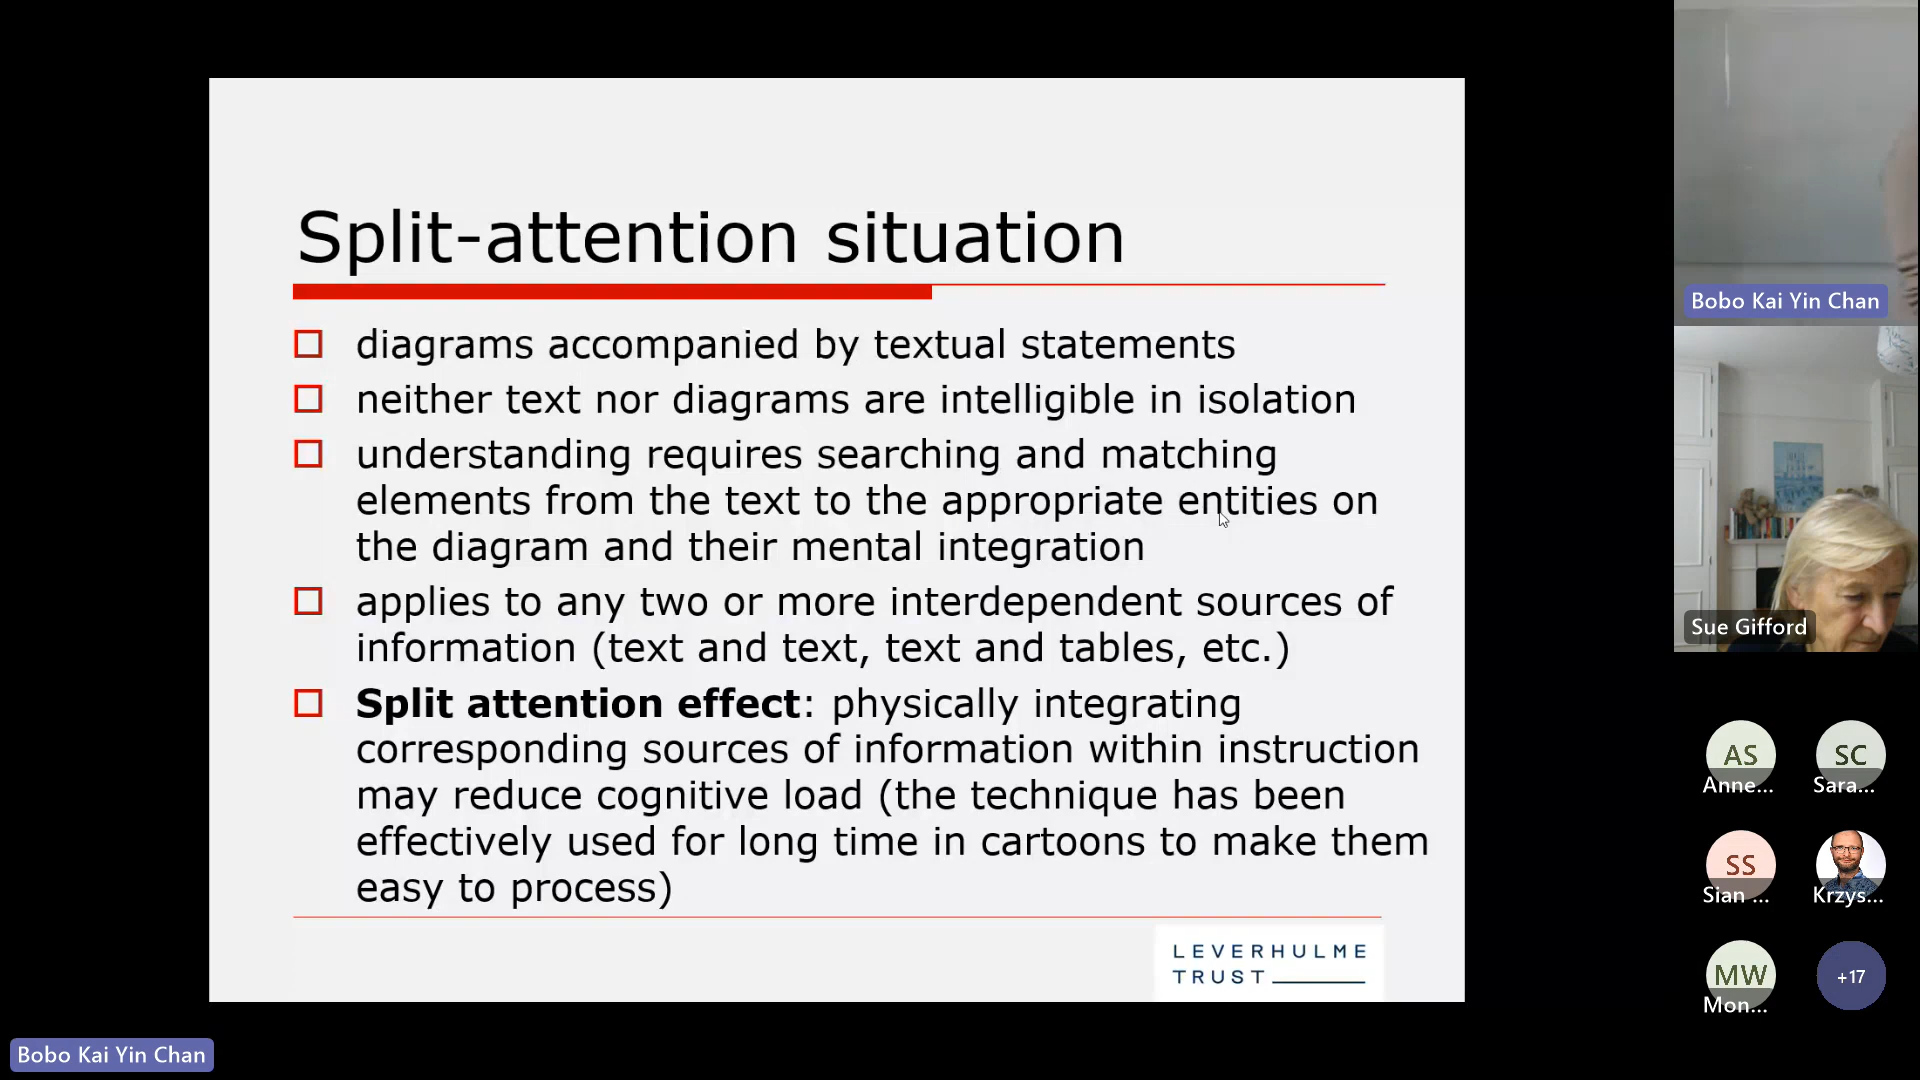 Split-attention situation
diagrams accompanied by textual statements
neither text nor diagrams are intelligible in isolation
understanding requires searching and matching
elements from the text to the appropriate entities on
the diagram and their mental integration
applies to any two or more interdependent sources of
information (text and text, text and tables, etc.)
Split attention effect: physically integrating
corresponding sources of information within instruction
may reduce cognitive load (the technique has been
effectively used for long time in cartoons to make them
easy to process)
LEVERHULME
TRUST
Bobo Kai Yin Chan
Sue Gifford
AS
Anne...
SC
Sara...
SS
Sian ...
Krzys...
MW
Mon...
+17
Bobo Kai Yin Chan